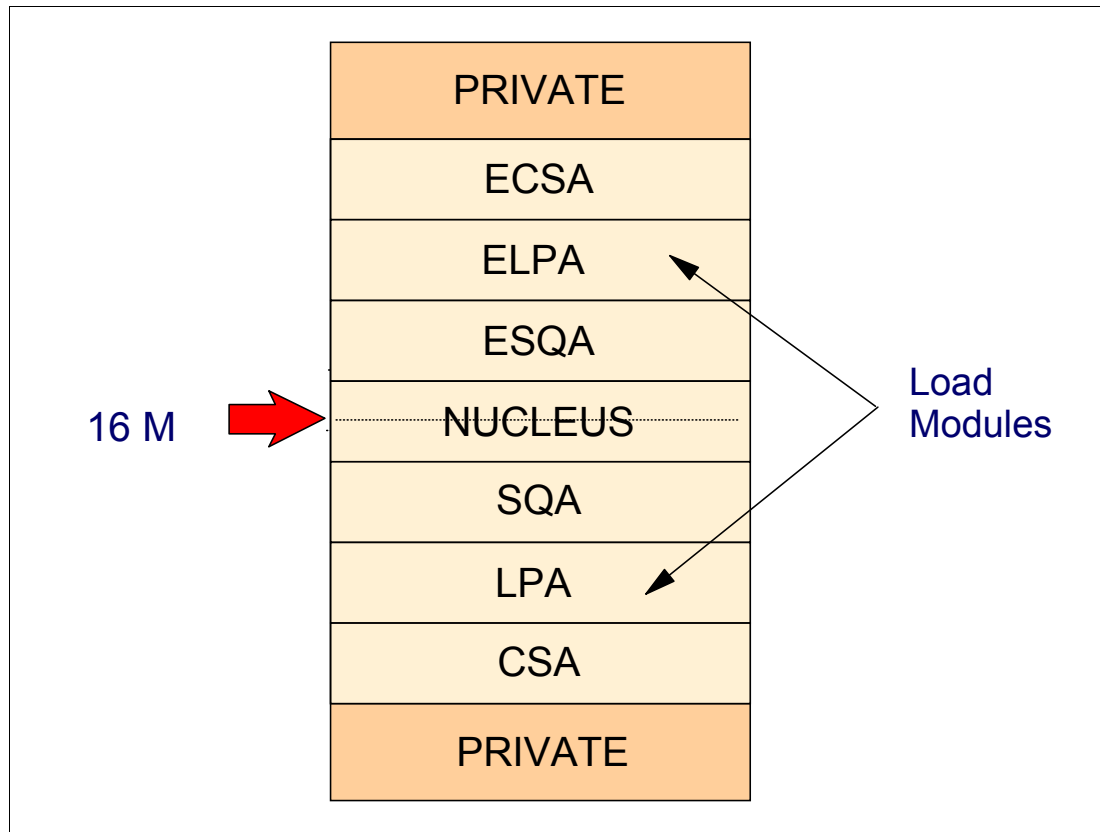 PRIVATE
ECSA
ELPA
ESQA
16 M
NUCLEUS
Load
Modules
SQA
LPA
CSA
PRIVATE